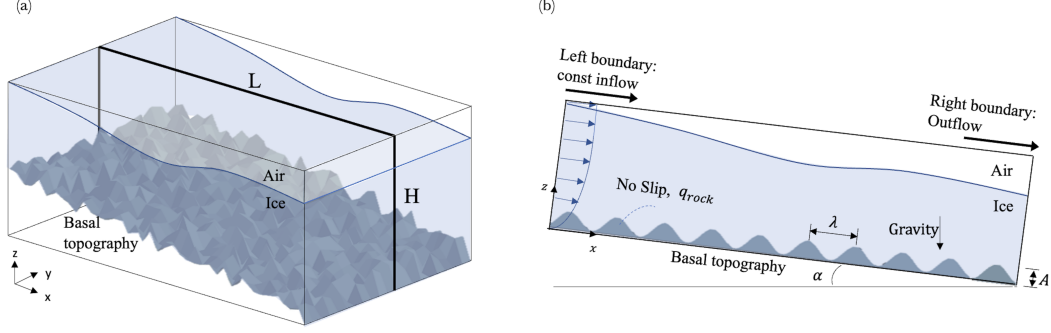 (a)
L
Air
Ice
H
Basal
topography
z
y
x
(b)
Left boundary:
const inflow
Right boundary:
Outflow
Air
Ice
z
No Slip, q_rock
λ
Gravity
x
Basal topography
α
A